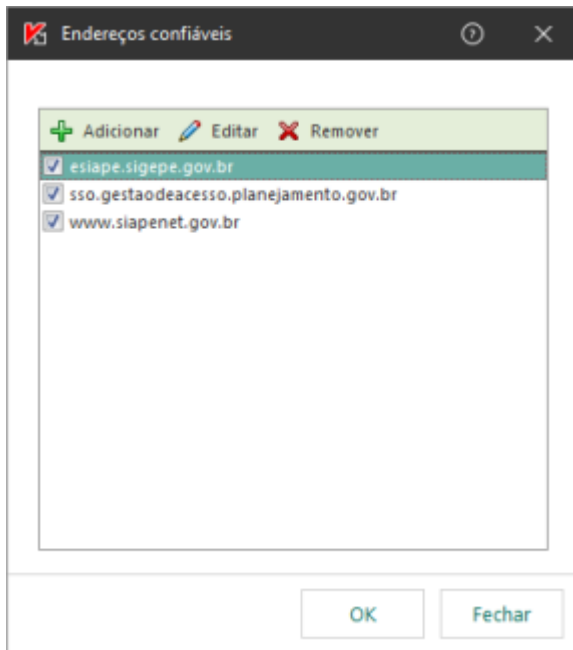 Endereços confiáveis
Adicionar Editar Remover
esiape.sigepe.gov.br
sso.gestaodeacesso.planejamento.gov.br
www.siapenet.gov.br
OK Fechar